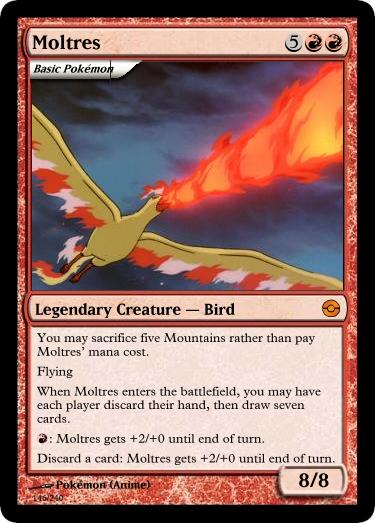 Moltres 5
Basic Pokémon
Legendary Creature — Bird
You may sacrifice five Mountains rather than pay
Moltres' mana cost.
Flying
When Moltres enters the battlefield, you may have
each player discard their hand, then draw seven
cards.
: Moltres gets +2/+0 until end of turn.
Discard a card: Moltres gets +2/+0 until end of turn.
8/8
Pokémon (Anime)
146/240